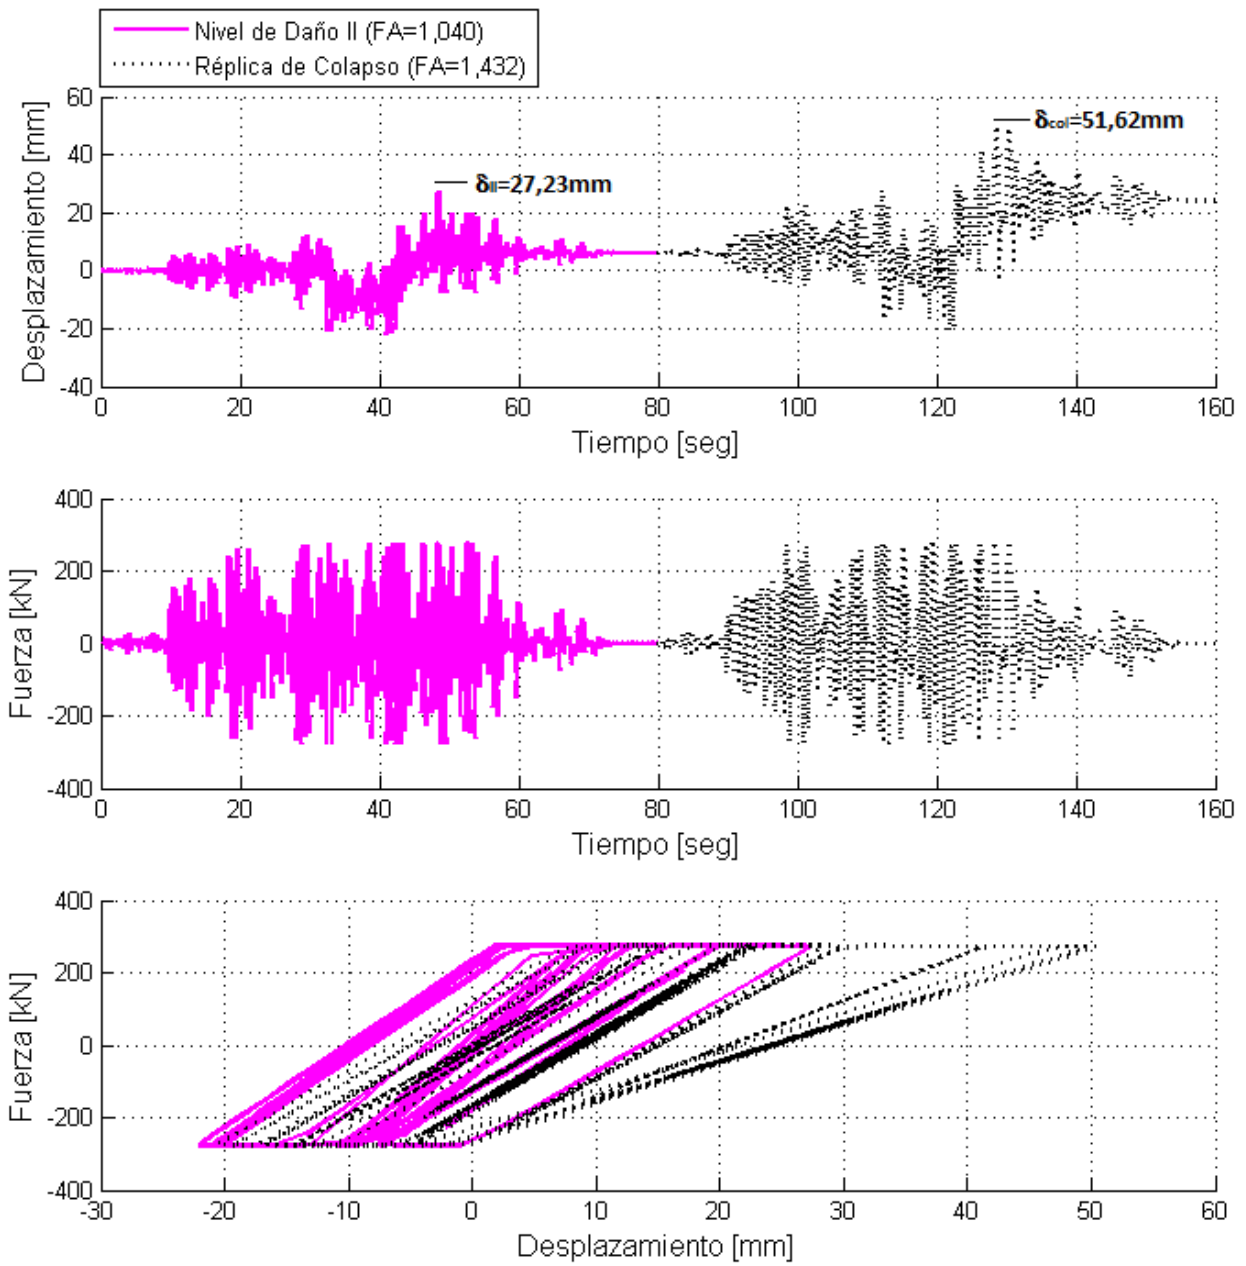 Nivel de Daño II (FA=1,040)
Réplica de Colapso (FA=1,432)
60
40
20
0
-20
-40
Desplazamiento [mm]
δII=27,23mm
δcol=51,62mm
0 20 40 60 80 100 120 140 160
Tiempo [seg]
400
200
0
-200
-400
Fuerza [kN]
0 20 40 60 80 100 120 140 160
Tiempo [seg]
400
200
0
-200
-400
Fuerza [kN]
-30 -20 -10 0 10 20 30 40 50 60
Desplazamiento [mm]